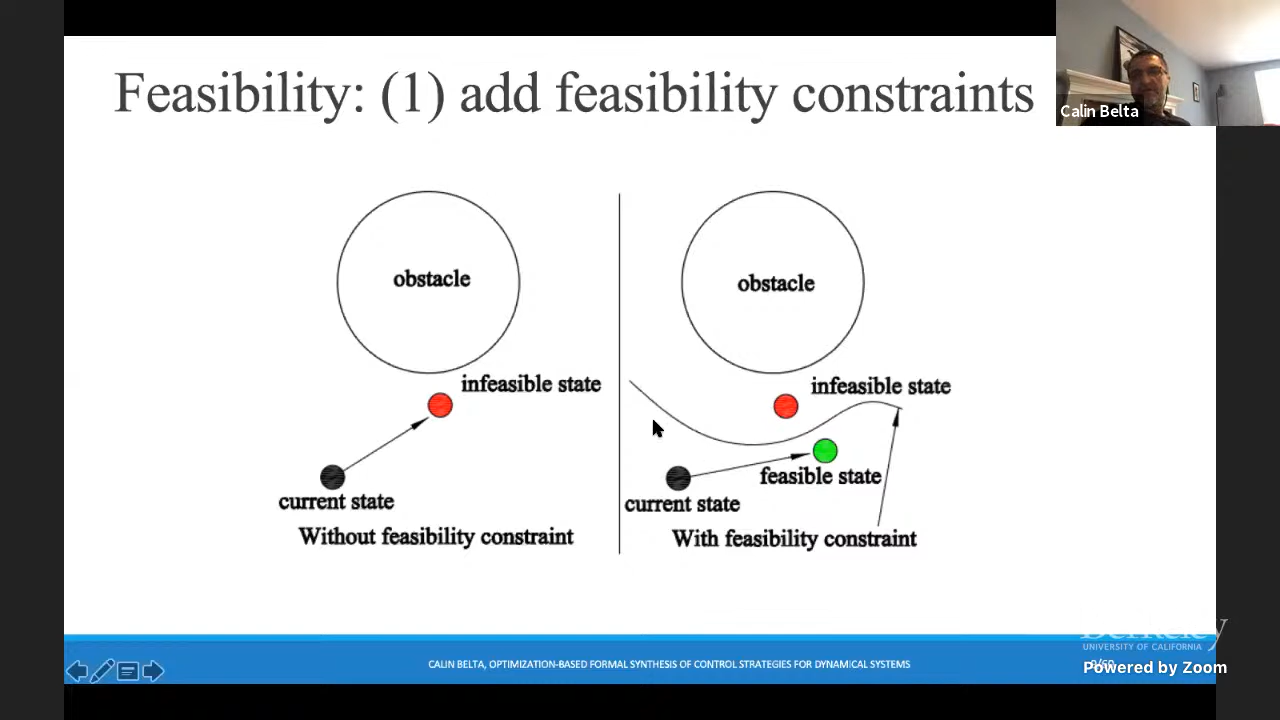 Feasibility: (1) add feasibility constraints
Calin Belta
obstacle
infeasible state
current state
Without feasibility constraint
obstacle
infeasible state
feasible state
current state
With feasibility constraint
CALIN BELTA, OPTIMIZATION-BASED FORMAL SYNTHESIS OF CONTROL STRATEGIES FOR DYNAMICAL SYSTEMS
Berkeley
UNIVERSITY OF CALIFORNIA
Powered by Zoom